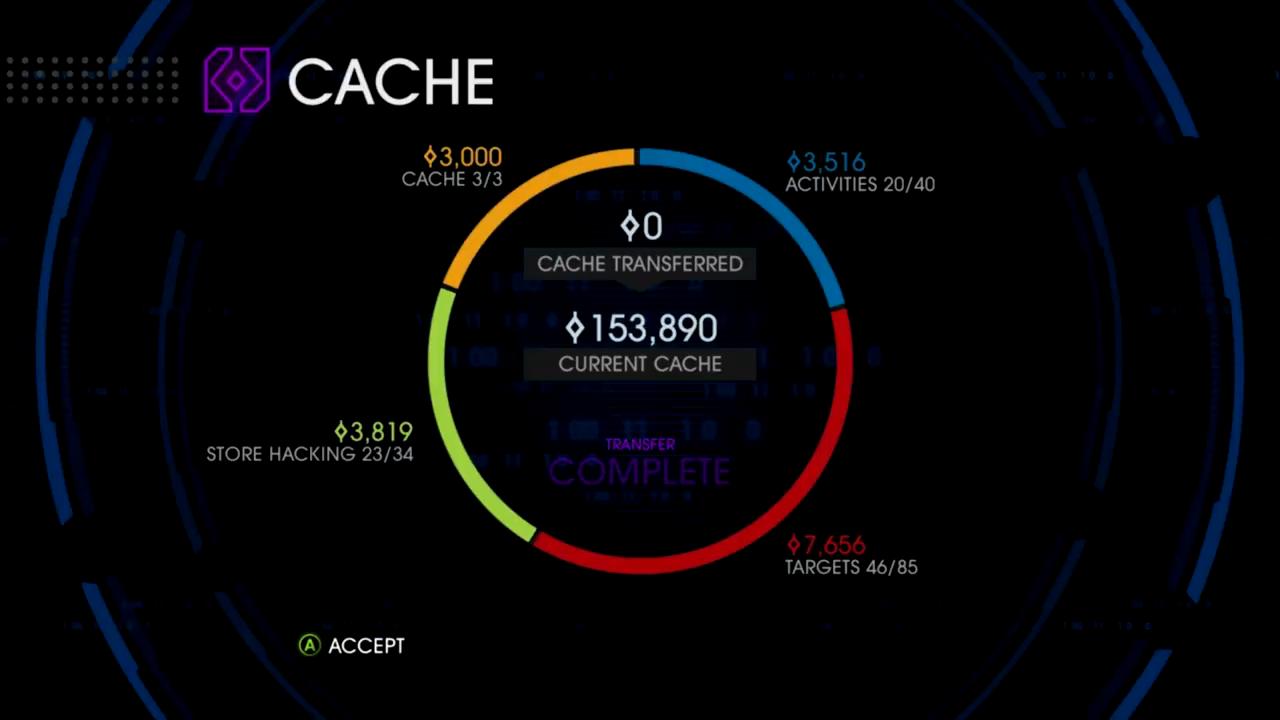 CACHE
3,000
CACHE 3/3
3,516
ACTIVITIES 20/40
0
CACHE TRANSFERRED
153,890
CURRENT CACHE
3,819
STORE HACKING 23/34
TRANSFER
COMPLETE
7,656
TARGETS 46/85
A ACCEPT